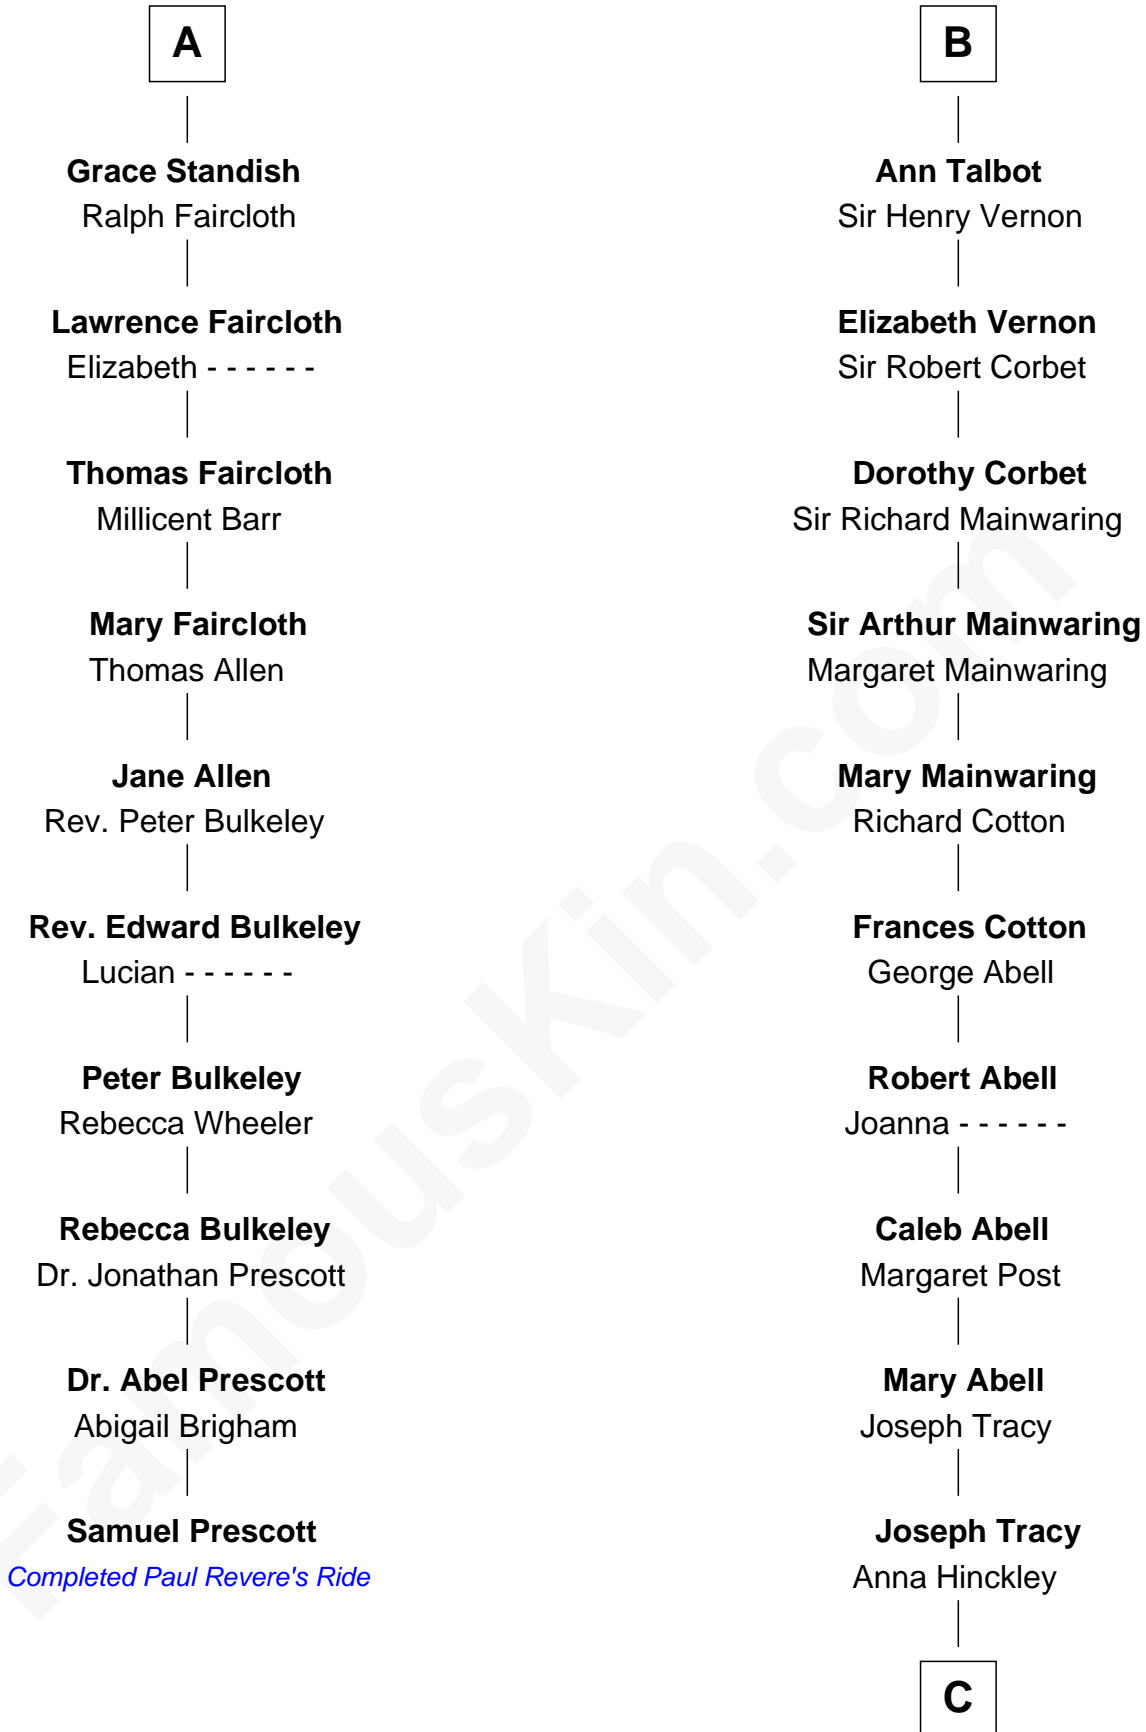 A
Grace Standish
Ralph Faircloth
Lawrence Faircloth
Elizabeth - - - - - -
Thomas Faircloth
Millicent Barr
Mary Faircloth
Thomas Allen
Jane Allen
Rev. Peter Bulkeley
Rev. Edward Bulkeley
Lucian - - - - - -
Peter Bulkeley
Rebecca Wheeler
Rebecca Bulkeley
Dr. Jonathan Prescott
Dr. Abel Prescott
Abigail Brigham
Samuel Prescott
Completed Paul Revere's Ride
B
Ann Talbot
Sir Henry Vernon
Elizabeth Vernon
Sir Robert Corbet
Dorothy Corbet
Sir Richard Mainwaring
Sir Arthur Mainwaring
Margaret Mainwaring
Mary Mainwaring
Richard Cotton
Frances Cotton
George Abell
Robert Abell
Joanna - - - - - -
Caleb Abell
Margaret Post
Mary Abell
Joseph Tracy
Joseph Tracy
Anna Hinckley
C
FamousKin.com